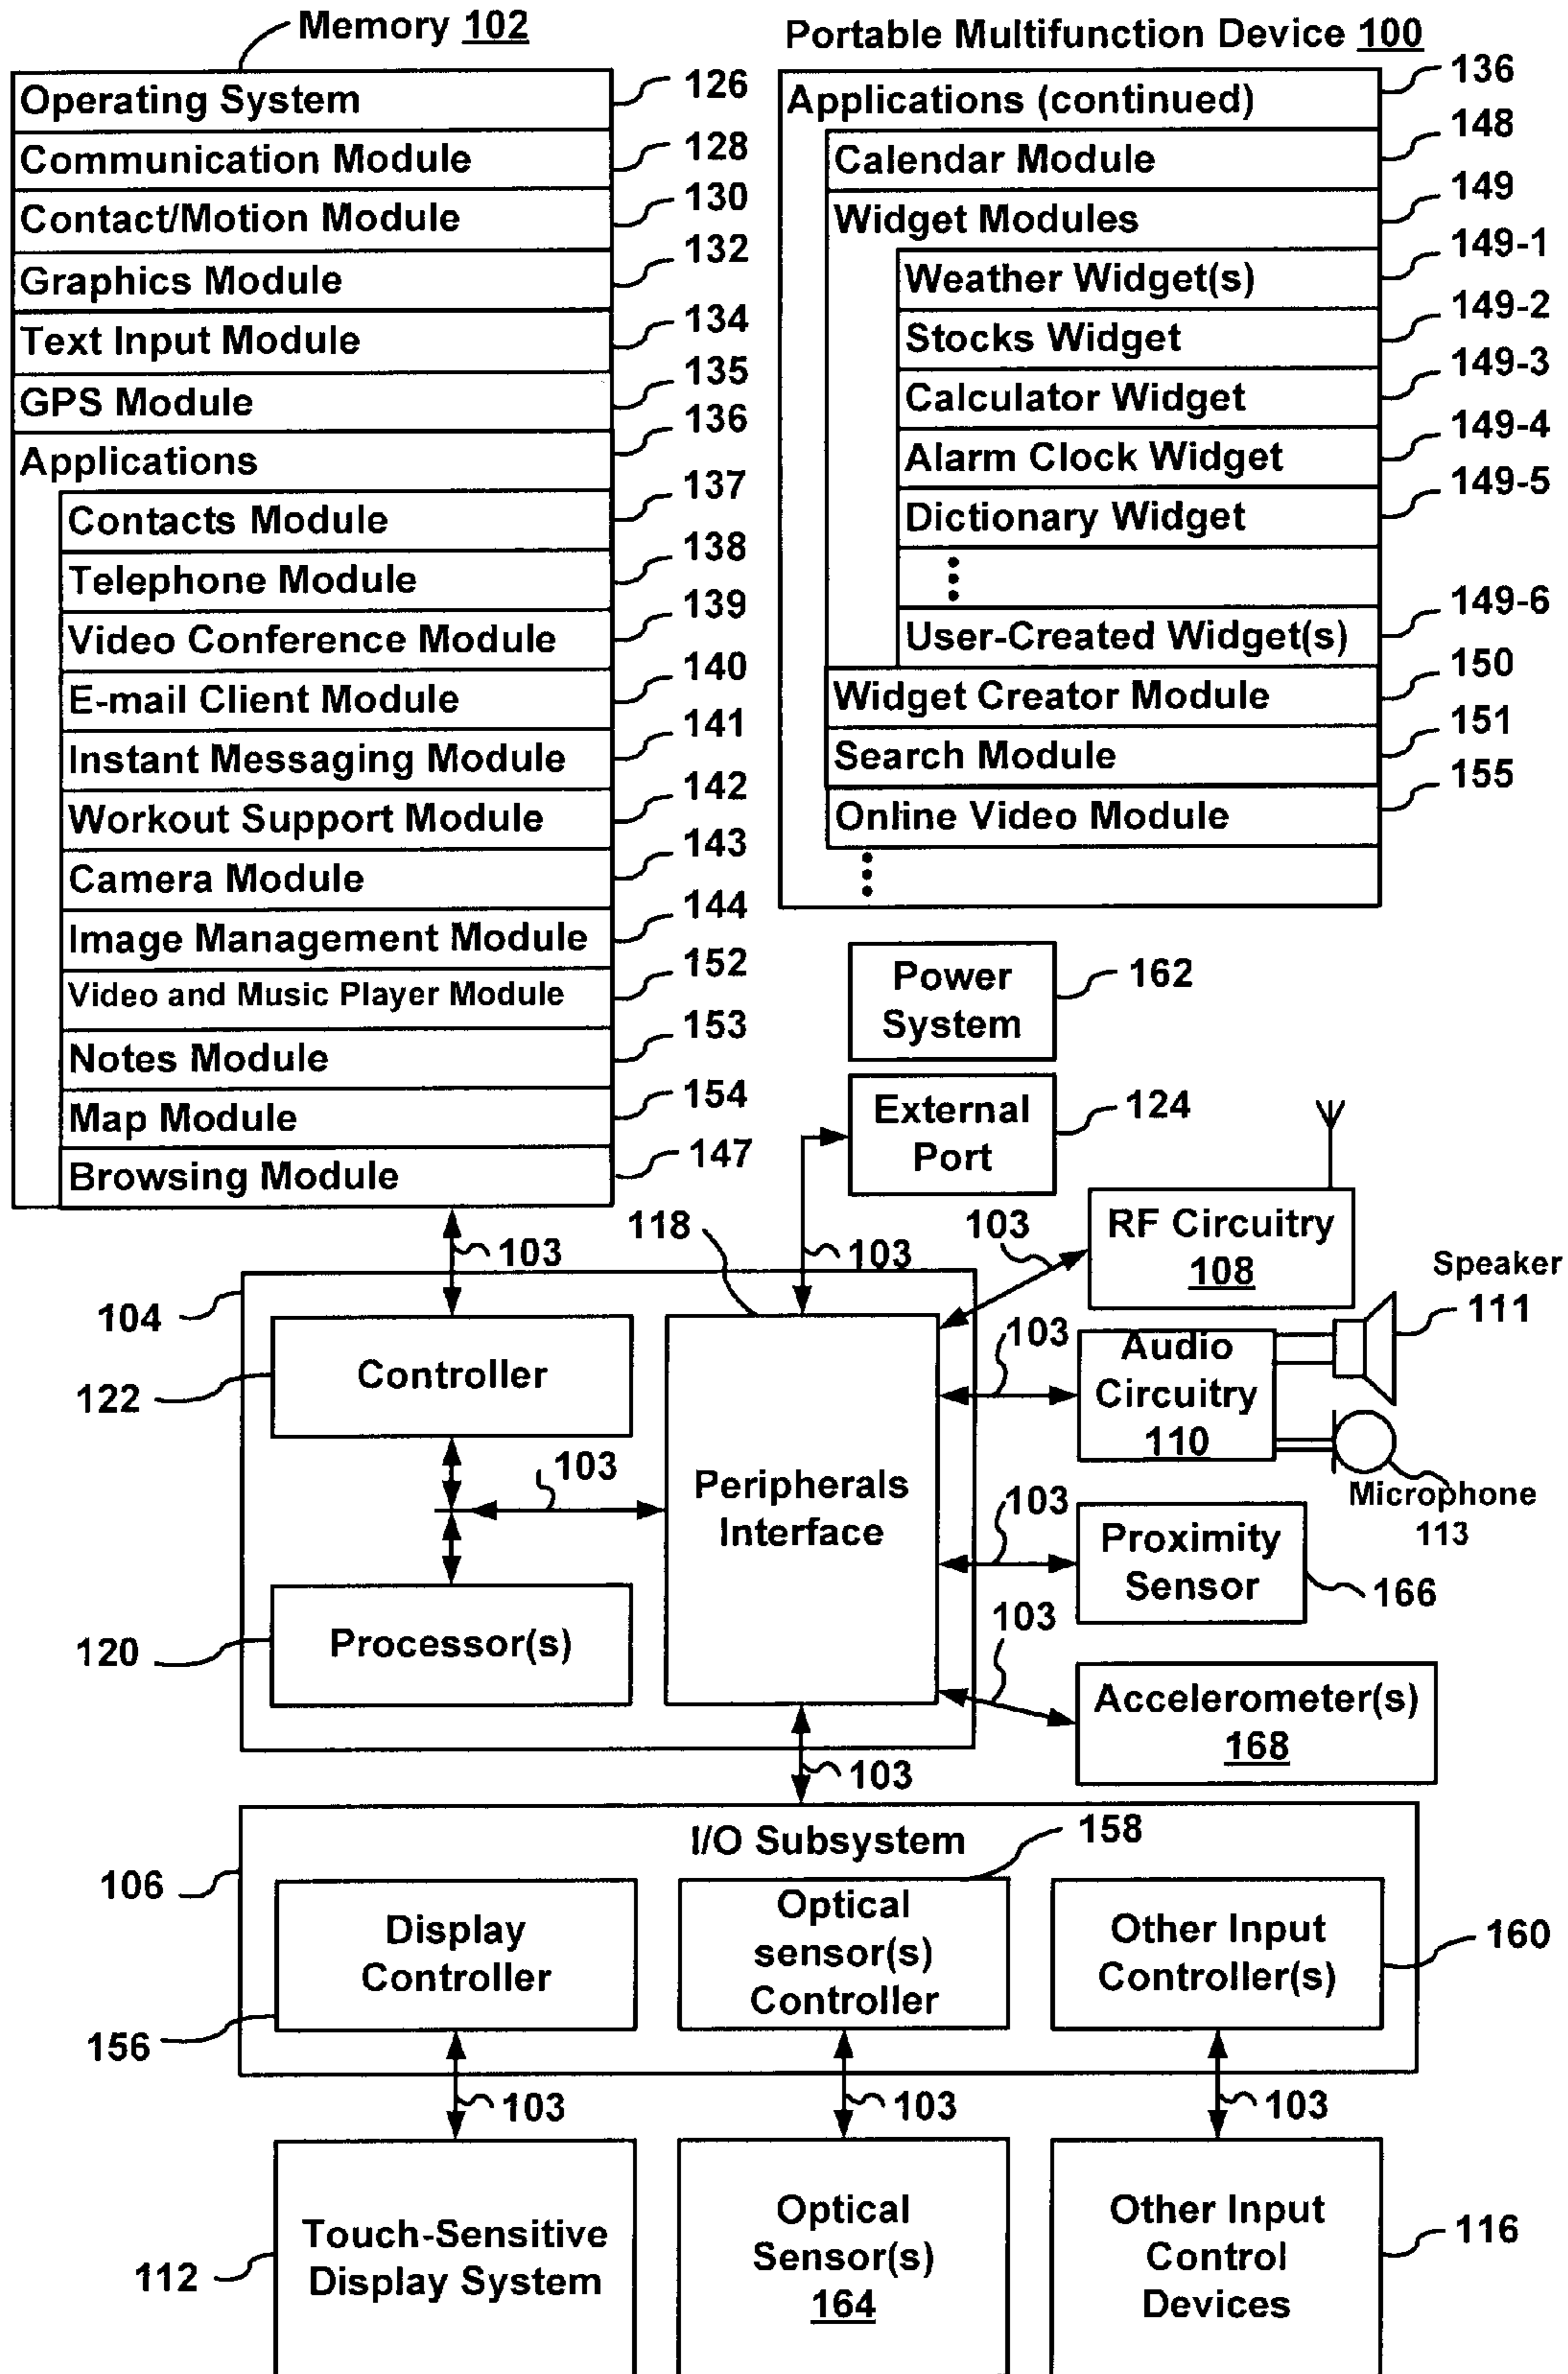 Memory 102
Operating System 126
Communication Module 128
Contact/Motion Module 130
Graphics Module 132
Text Input Module 134
GPS Module 135
Applications 136
Contacts Module 137
Telephone Module 138
Video Conference Module 139
E-mail Client Module 140
Instant Messaging Module 141
Workout Support Module 142
Camera Module 143
Image Management Module 144
Video and Music Player Module 152
Notes Module 153
Map Module 154
Browsing Module 147
Portable Multifunction Device 100
Applications (continued) 136
Calendar Module 148
Widget Modules 149
Weather Widget(s) 149-1
Stocks Widget 149-2
Calculator Widget 149-3
Alarm Clock Widget 149-4
Dictionary Widget 149-5
User-Created Widget(s) 149-6
Widget Creator Module 150
Search Module 151
Online Video Module 155
Power
System
162
External
Port
124
103
118
103
103
RF Circuitry
108
Speaker
111
104
Controller
122
103
Audio
Circuitry
110
Microphone
113
103
Peripherals
Interface
103
Proximity
Sensor
166
Processor(s)
120
103
Accelerometer(s)
168
103
I/O Subsystem
106
158
Display
Controller
156
Optical
sensor(s)
Controller
Other Input
Controller(s)
160
103
103
103
Touch-Sensitive
Display System
112
Optical
Sensor(s)
164
Other Input
Control
Devices
116